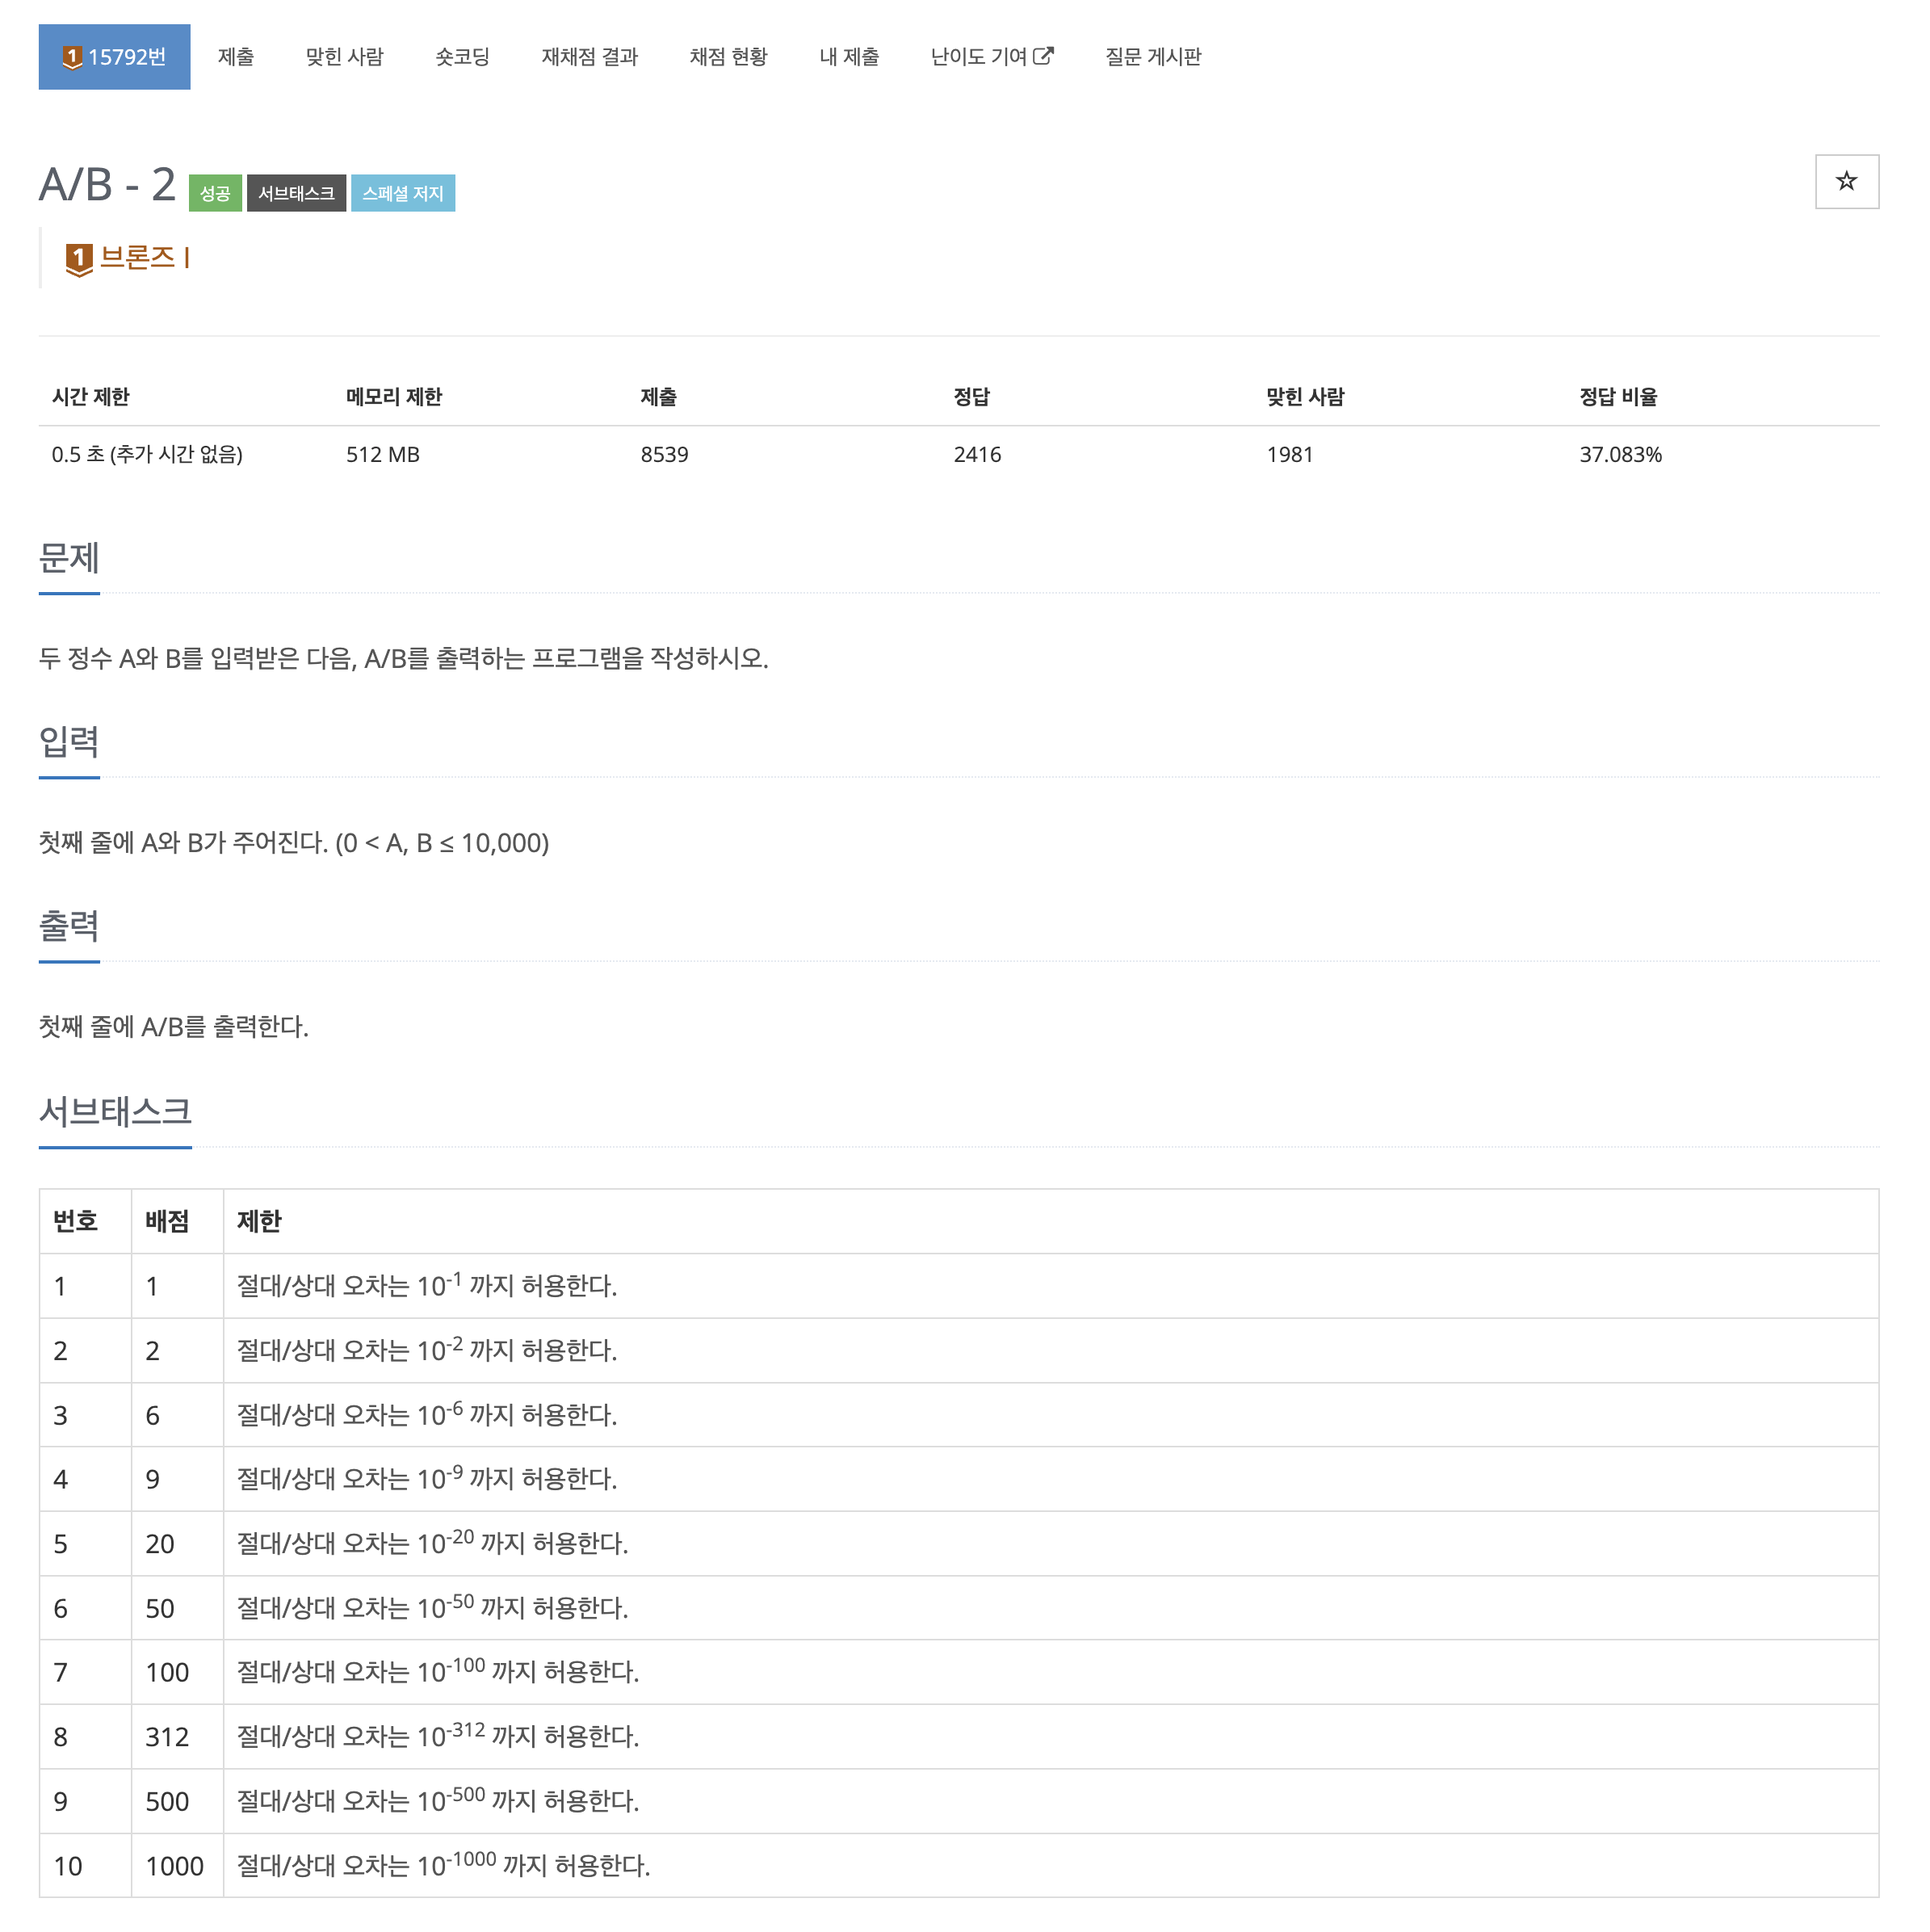 1 15792번 제출 맞힌 사람 숏코딩 재채점 결과 채점 현황 내 제출 난이도 기여 질문 게시판
A/B - 2 성공 서브태스크 스페셜 저지
1 브론즈 I
시간 제한 메모리 제한 제출 정답 맞힌 사람 정답 비율
0.5 초 (추가 시간 없음) 512 MB 8539 2416 1981 37.083%
문제
두 정수 A와 B를 입력받은 다음, A/B를 출력하는 프로그램을 작성하시오.
입력
첫째 줄에 A와 B가 주어진다. (0 < A, B ≤ 10,000)
출력
첫째 줄에 A/B를 출력한다.
서브태스크
번호 배점 제한
1 1 절대/상대 오차는 10⁻¹ 까지 허용한다.
2 2 절대/상대 오차는 10⁻² 까지 허용한다.
3 6 절대/상대 오차는 10⁻⁶ 까지 허용한다.
4 9 절대/상대 오차는 10⁻⁹ 까지 허용한다.
5 20 절대/상대 오차는 10⁻²⁰ 까지 허용한다.
6 50 절대/상대 오차는 10⁻⁵⁰ 까지 허용한다.
7 100 절대/상대 오차는 10⁻¹⁰⁰ 까지 허용한다.
8 312 절대/상대 오차는 10⁻³¹² 까지 허용한다.
9 500 절대/상대 오차는 10⁻⁵⁰⁰ 까지 허용한다.
10 1000 절대/상대 오차는 10⁻¹⁰⁰⁰ 까지 허용한다.